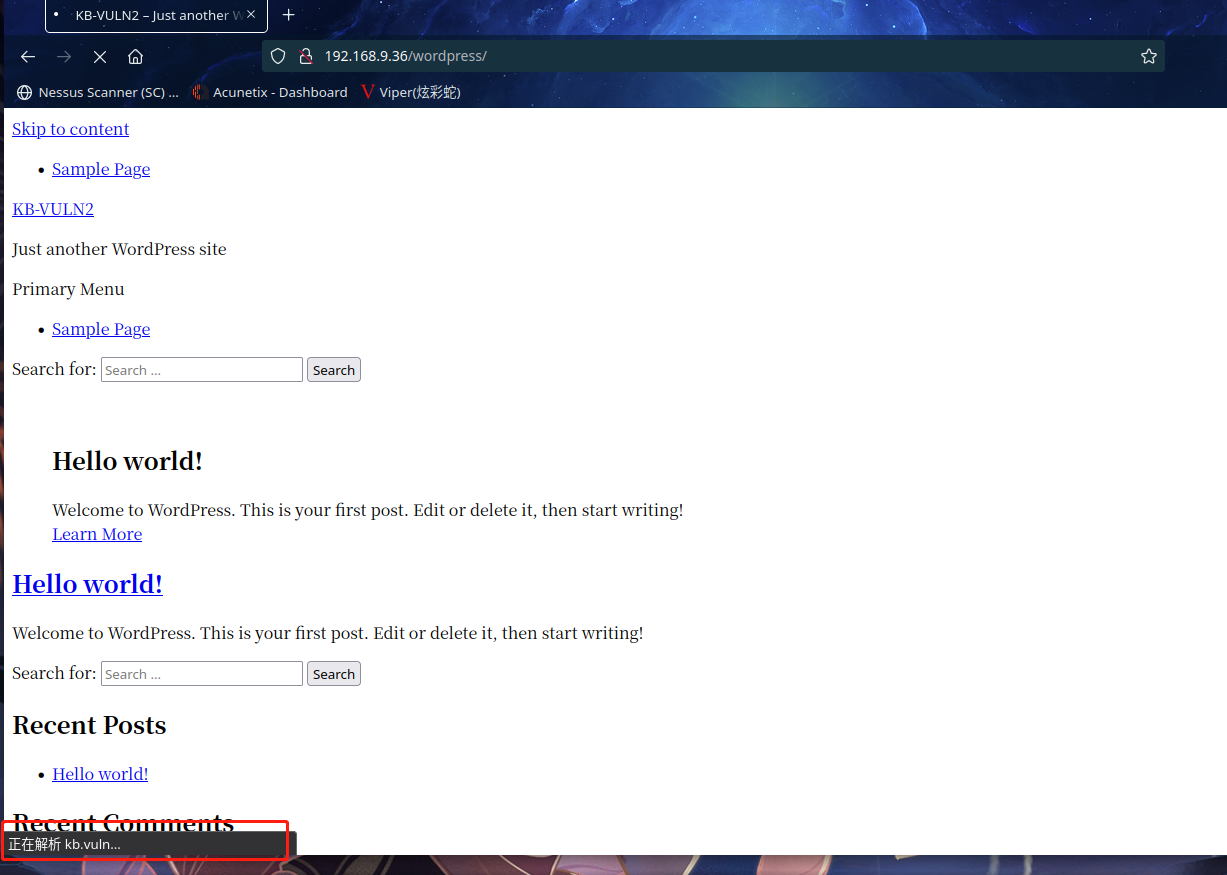 KB-VULN2 – Just another W
192.168.9.36/wordpress/
Nessus Scanner (SC) ... Acunetix - Dashboard Viper(炫彩蛇)
Skip to content
Sample Page
KB-VULN2
Just another WordPress site
Primary Menu
Sample Page
Search for: Search ... Search
Hello world!
Welcome to WordPress. This is your first post. Edit or delete it, then start writing!
Learn More
Hello world!
Welcome to WordPress. This is your first post. Edit or delete it, then start writing!
Search for: Search ... Search
Recent Posts
Hello world!
Recent Comments
正在解析 kb.vuln...